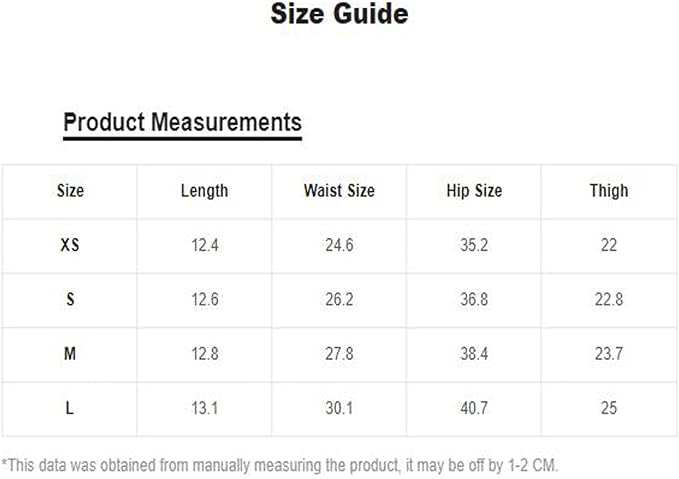 Size Guide
Product Measurements
Size Length Waist Size Hip Size Thigh
XS 12.4 24.6 35.2 22
S 12.6 26.2 36.8 22.8
M 12.8 27.8 38.4 23.7
L 13.1 30.1 40.7 25
*This data was obtained from manually measuring the product, it may be off by 1-2 CM.